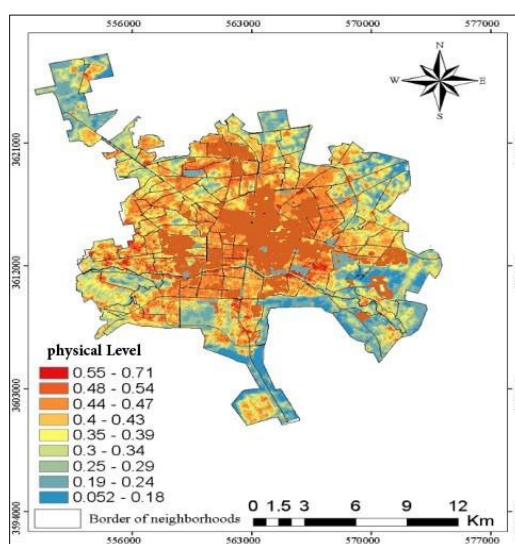 556000 563000 570000 577000
N
W E
S
3621000
3612000
3603000
3594000
physical Level
0.55 - 0.71
0.48 - 0.54
0.44 - 0.47
0.4 - 0.43
0.35 - 0.39
0.3 - 0.34
0.25 - 0.29
0.19 - 0.24
0.052 - 0.18
Border of neighborhoods
0 1.5 3 6 9 12
Km
556000 563000 570000 577000